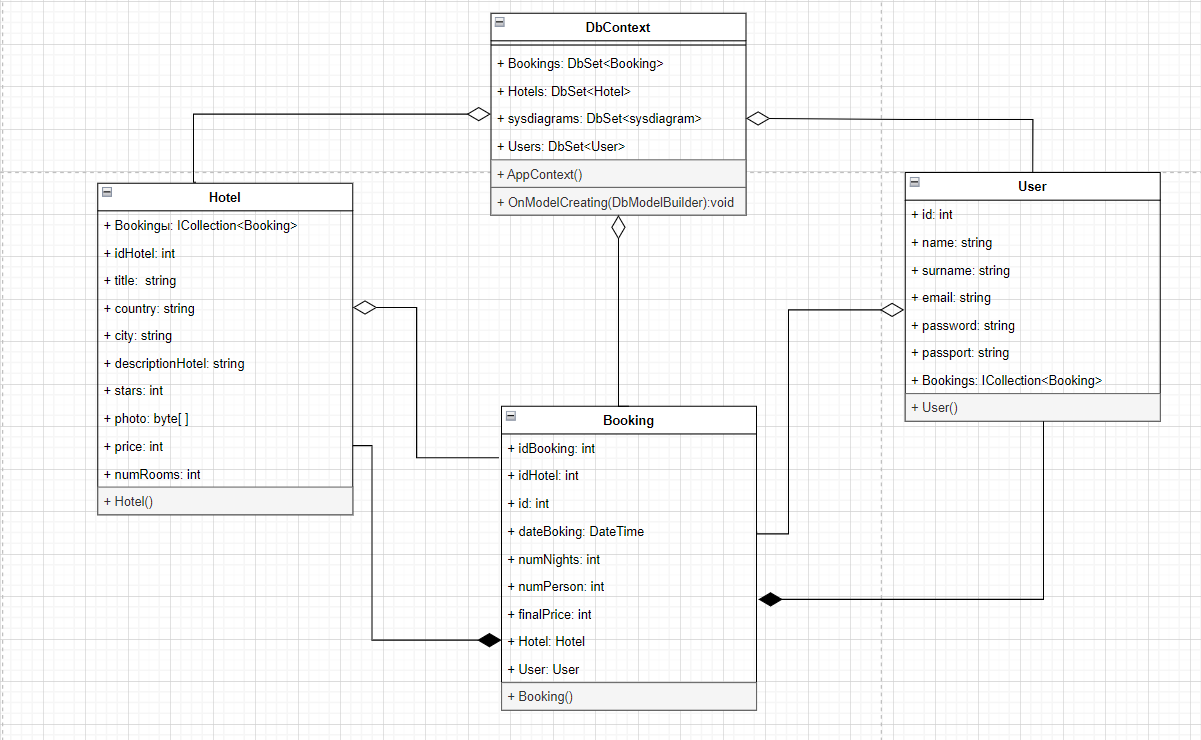 DbContext
+ Bookings: DbSet<Booking>
+ Hotels: DbSet<Hotel>
+ sysdiagrams: DbSet<sysdiagram>
+ Users: DbSet<User>
+ AppContext()
+ OnModelCreating(DbModelBuilder):void
Hotel
+ Bookingы: ICollection<Booking>
+ idHotel: int
+ title:  string
+ country: string
+ city: string
+ descriptionHotel: string
+ stars: int
+ photo: byte[ ]
+ price: int
+ numRooms: int
+ Hotel()
User
+ id: int
+ name: string
+ surname: string
+ email: string
+ password: string
+ passport: string
+ Bookings: ICollection<Booking>
+ User()
Booking
+ idBooking: int
+ idHotel: int
+ id: int
+ dateBoking: DateTime
+ numNights: int
+ numPerson: int
+ finalPrice: int
+ Hotel: Hotel
+ User: User
+ Booking()